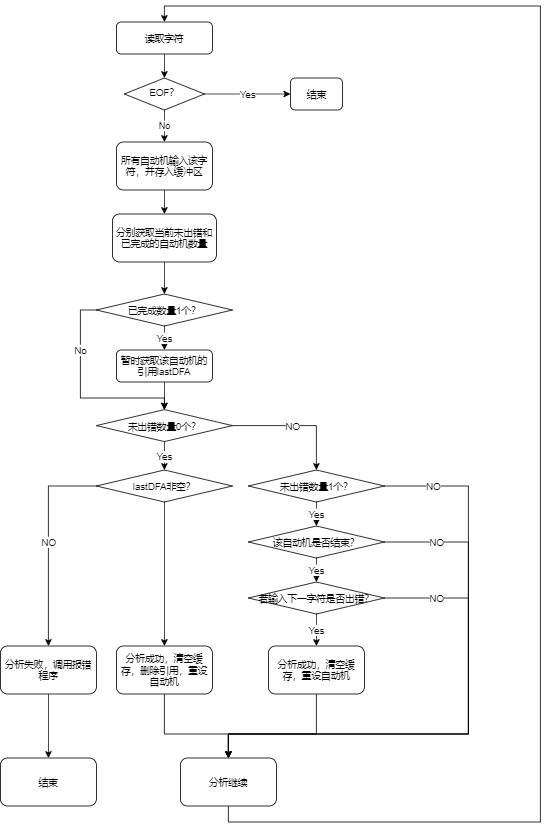 读取字符
EOF?
Yes
结束
No
所有自动机输入该字
符，并存入缓冲区
分别获取当前未出错和
已完成的自动机数量
已完成数量1个?
Yes
No
暂时获取该自动机的
引用lastDFA
未出错数量0个?
NO
Yes
lastDFA非空?
未出错数量1个?
NO
Yes
NO
该自动机是否结束?
NO
Yes
若输入下一字符是否出错?
NO
Yes
分析失败，调用报错
程序
分析成功，清空缓
存，删除引用，重设
自动机
分析成功，清空缓
存，重设自动机
结束
分析继续